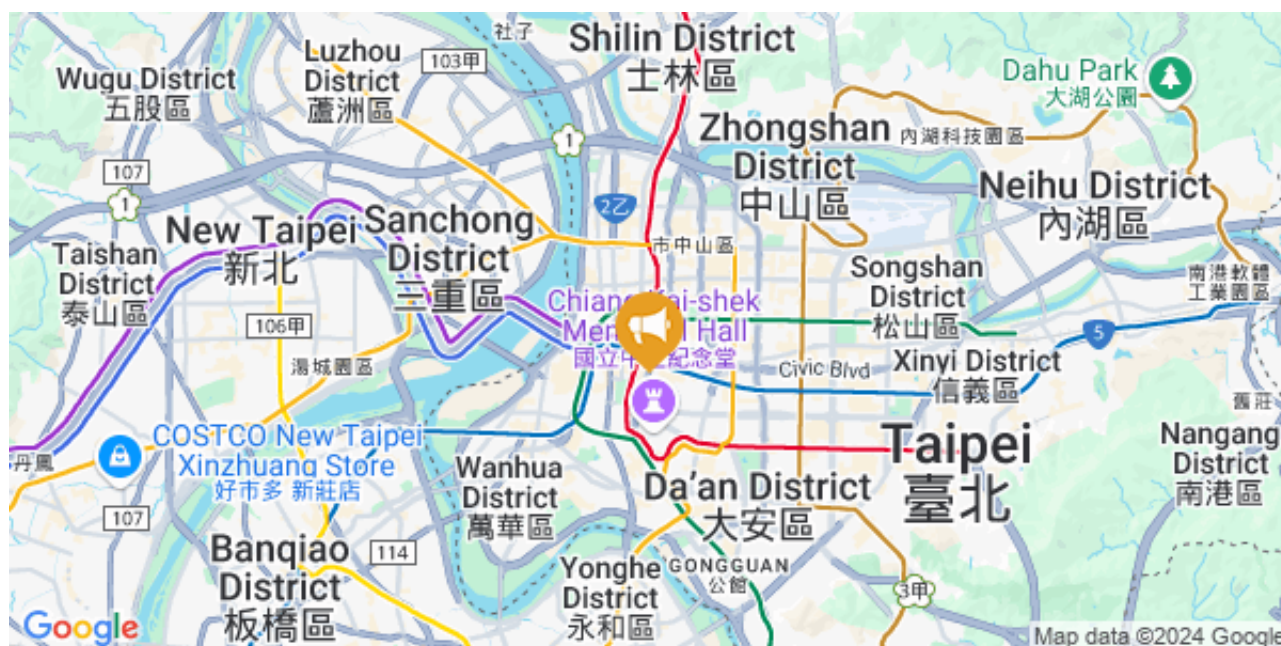 社子
Shilin District
士林區
Luzhou
District
蘆洲區
103甲
Wugu District
五股區
Dahu Park
大湖公園
1
Zhongshan
District
中山區
內湖科技園區
107
1
2乙
Neihu District
內湖區
New Taipei
新北
Sanchong
District
三重區
市中山區
Taishan
District
泰山區
Songshan
District
松山區
南港軟體
工業園區
Chiang Kai-shek
Memorial Hall
國立中正紀念堂
106甲
5
湯城園區
Civic Blvd
Xinyi District
信義區
舊莊
COSTCO New Taipei
Xinzhuang Store
好市多 新莊店
丹鳳
Taipei
臺北
Nangang
District
南港區
Wanhua
District
萬華區
Da'an District
大安區
107
114
Banqiao
District
板橋區
Yonghe
District
永和區
GONGGUAN
公館
3甲
Google
Map data ©2024 Google